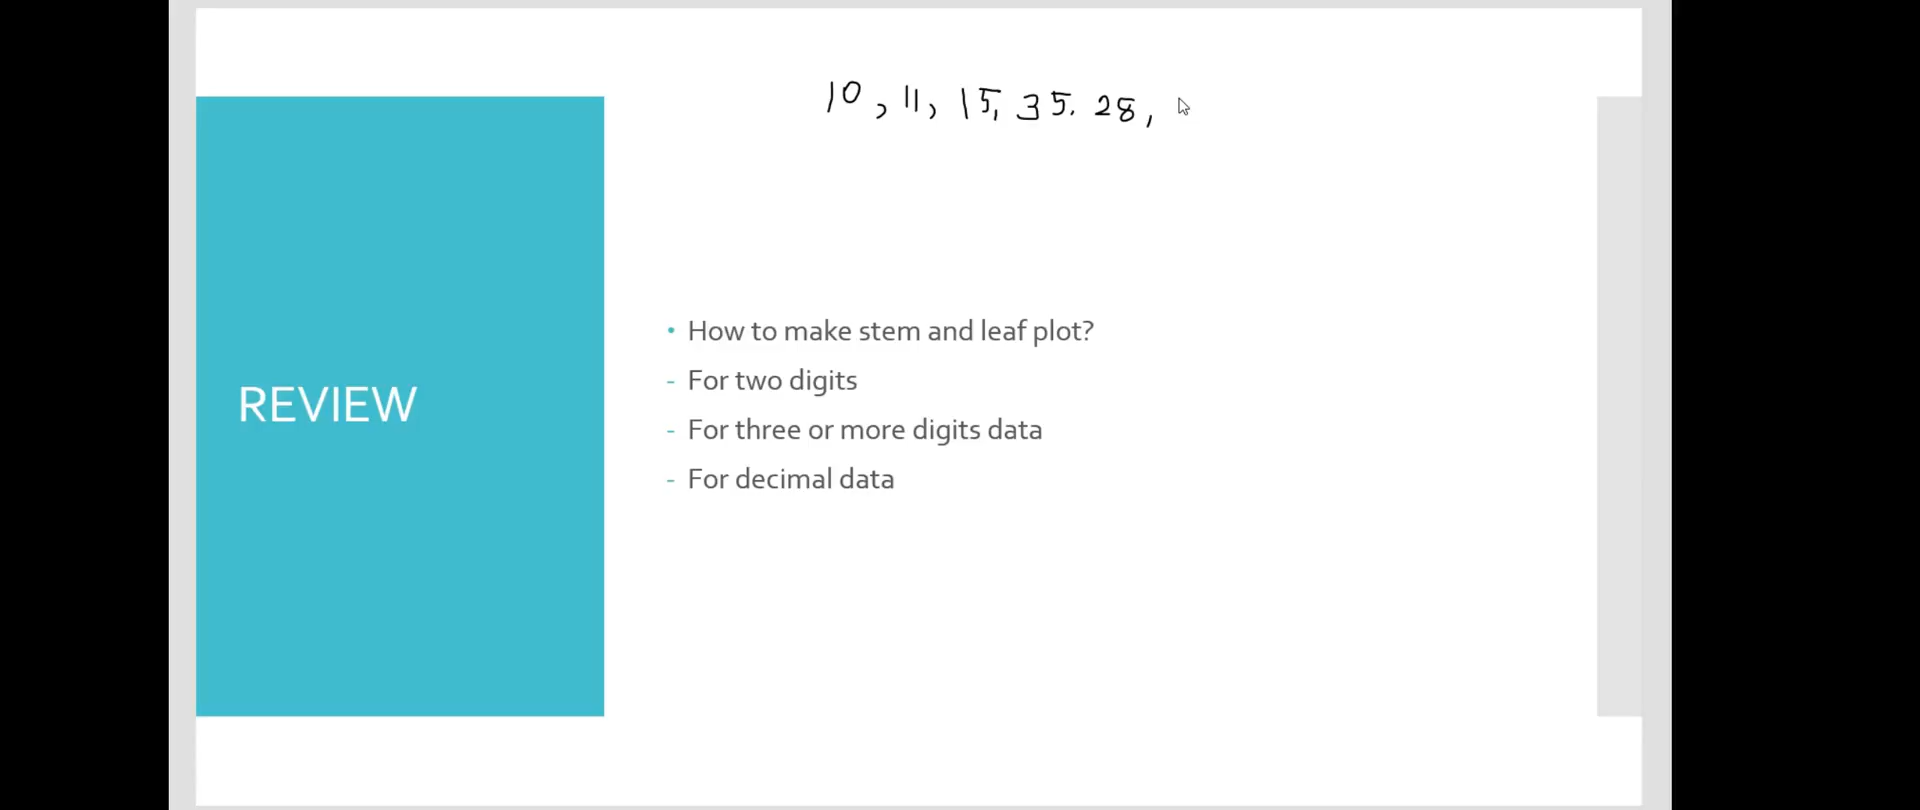 10, 11, 15, 35. 28,
REVIEW
• How to make stem and leaf plot?
- For two digits
- For three or more digits data
- For decimal data